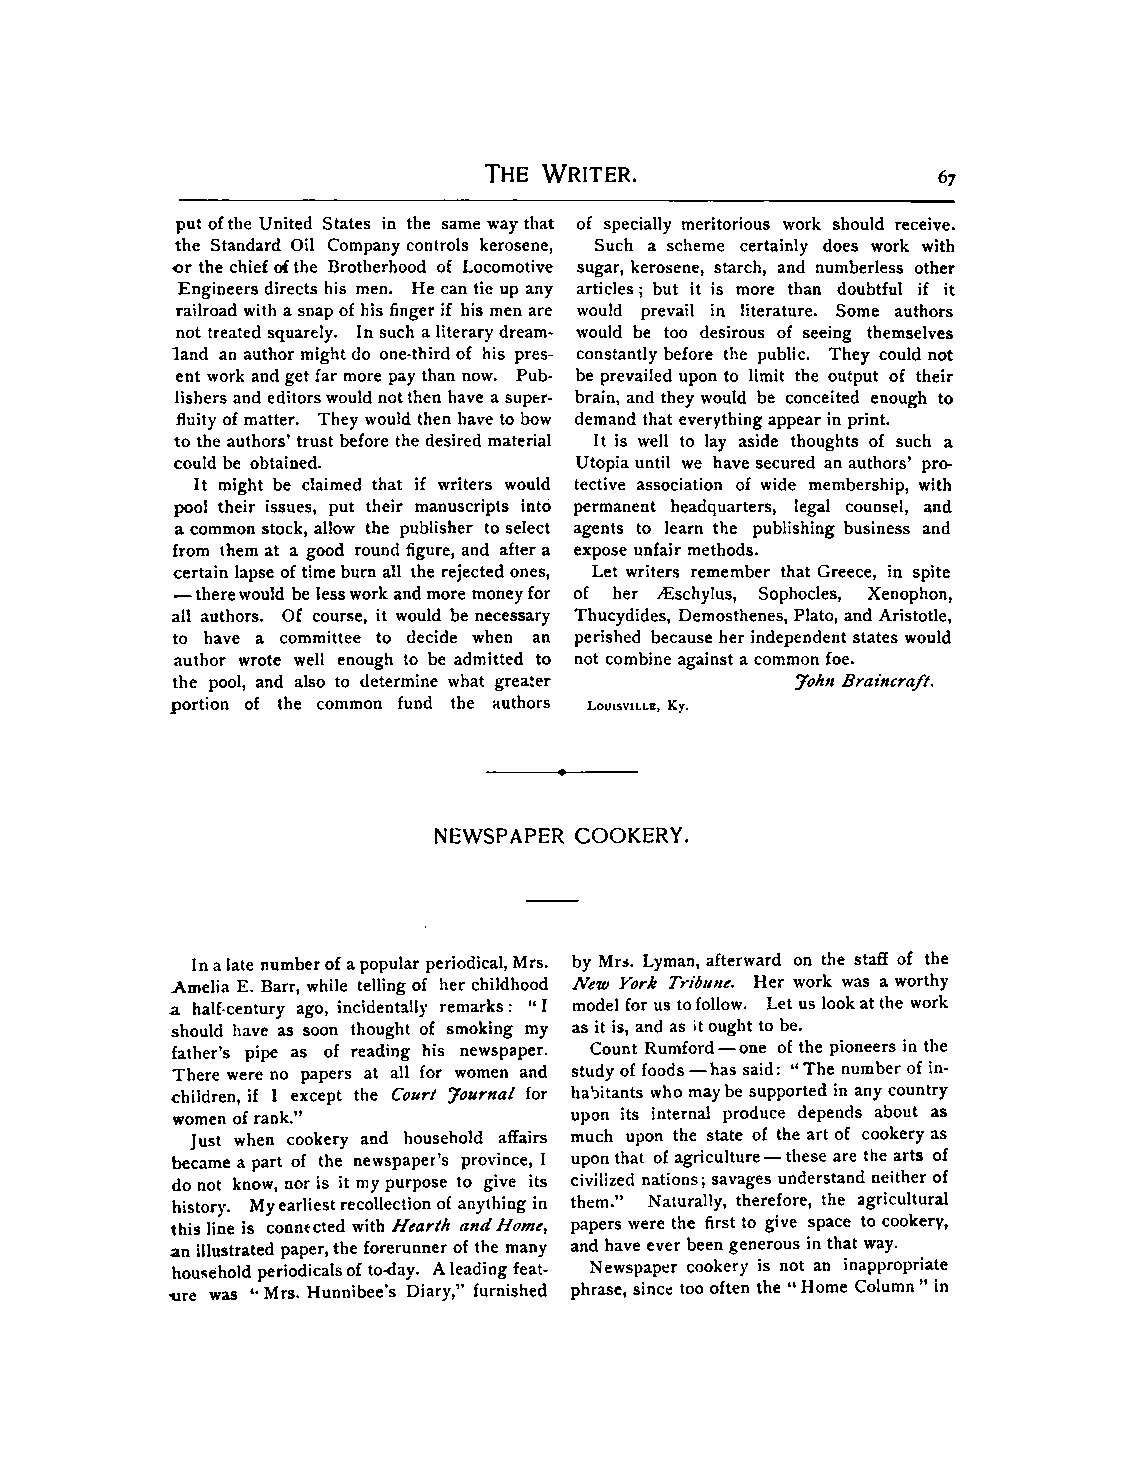 THE WRITER.
67
put of the United States in the same way that
the Standard Oil Company controls kerosene,
or the chief of the Brotherhood of Locomotive
Engineers directs his men. He can tie up any
railroad with a snap of his finger if his men are
not treated squarely. In such a literary dream-
land an author might do one-third of his pres-
ent work and get far more pay than now. Pub-
lishers and editors would not then have a super-
fluity of matter. They would then have to bow
to the authors' trust before the desired material
could be obtained.
It might be claimed that if writers would
pool their issues, put their manuscripts into
a common stock, allow the publisher to select
from them at a good round figure, and after a
certain lapse of time burn all the rejected ones,
— there would be less work and more money for
all authors. Of course, it would be necessary
to have a committee to decide when an
author wrote well enough to be admitted to
the pool, and also to determine what greater
portion of the common fund the authors
of specially meritorious work should receive.
Such a scheme certainly does work with
sugar, kerosene, starch, and numberless other
articles; but it is more than doubtful if it
would prevail in literature. Some authors
would be too desirous of seeing themselves
constantly before the public. They could not
be prevailed upon to limit the output of their
brain, and they would be conceited enough to
demand that everything appear in print.
It is well to lay aside thoughts of such a
Utopia until we have secured an authors' pro-
tective association of wide membership, with
permanent headquarters, legal counsel, and
agents to learn the publishing business and
expose unfair methods.
Let writers remember that Greece, in spite
of her Æschylus, Sophocles, Xenophon,
Thucydides, Demosthenes, Plato, and Aristotle,
perished because her independent states would
not combine against a common foe.
John Braincraft.
LOUISVILLE, Ky.
NEWSPAPER COOKERY.
In a late number of a popular periodical, Mrs.
Amelia E. Barr, while telling of her childhood
a half-century ago, incidentally remarks: "I
should have as soon thought of smoking my
father's pipe as of reading his newspaper.
There were no papers at all for women and
children, if I except the Court Journal for
women of rank."
Just when cookery and household affairs
became a part of the newspaper's province, I
do not know, nor is it my purpose to give its
history. My earliest recollection of anything in
this line is connected with Hearth and Home,
an illustrated paper, the forerunner of the many
household periodicals of to-day. A leading feat-
ure was "Mrs. Hunnibee's Diary," furnished
by Mrs. Lyman, afterward on the staff of the
New York Tribune. Her work was a worthy
model for us to follow. Let us look at the work
as it is, and as it ought to be.
Count Rumford — one of the pioneers in the
study of foods — has said: "The number of in-
habitants who may be supported in any country
upon its internal produce depends about as
much upon the state of the art of cookery as
upon that of agriculture — these are the arts of
civilized nations; savages understand neither of
them." Naturally, therefore, the agricultural
papers were the first to give space to cookery,
and have ever been generous in that way.
Newspaper cookery is not an inappropriate
phrase, since too often the "Home Column" in